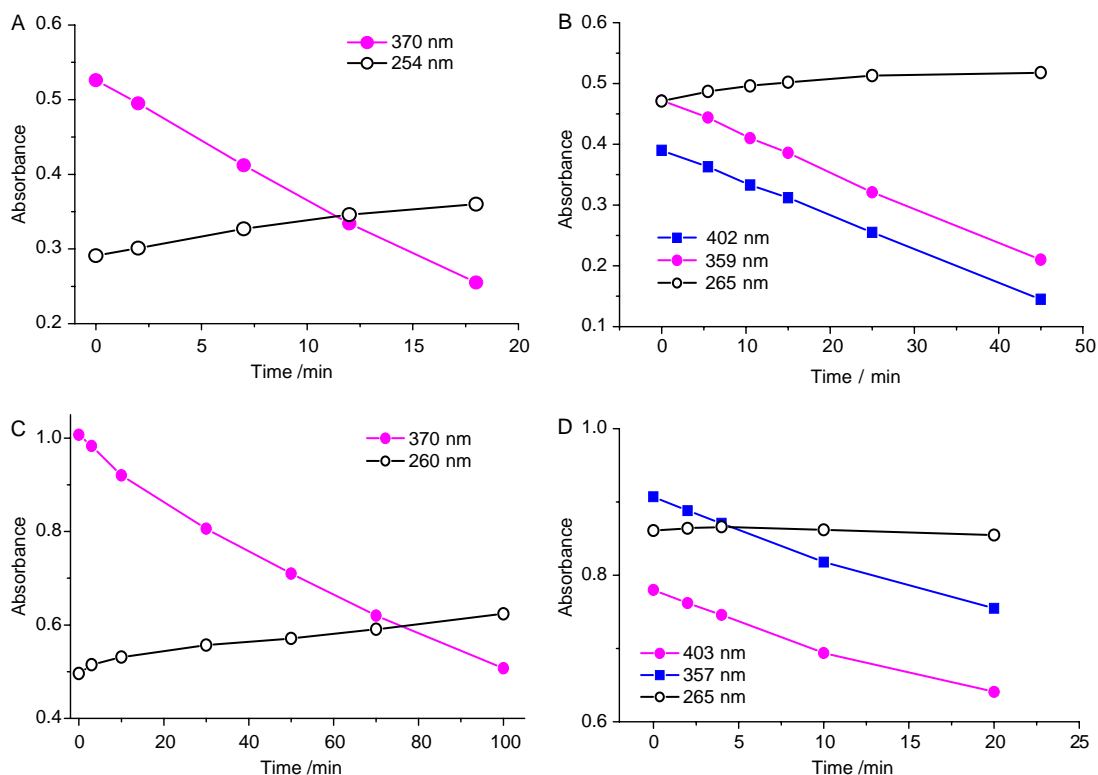 A
370 nm
254 nm
0.6
0.5
0.4
0.3
0.2
Absorbance
0 5 10 15 20
Time /min
B
0.6
0.5
0.4
0.3
0.2
0.1
Absorbance
402 nm
359 nm
265 nm
0 10 20 30 40 50
Time / min
C
370 nm
260 nm
1.0
0.8
0.6
0.4
Absorbance
0 20 40 60 80 100
Time /min
D
1.0
0.8
0.6
Absorbance
403 nm
357 nm
265 nm
0 5 10 15 20 25
Time /min